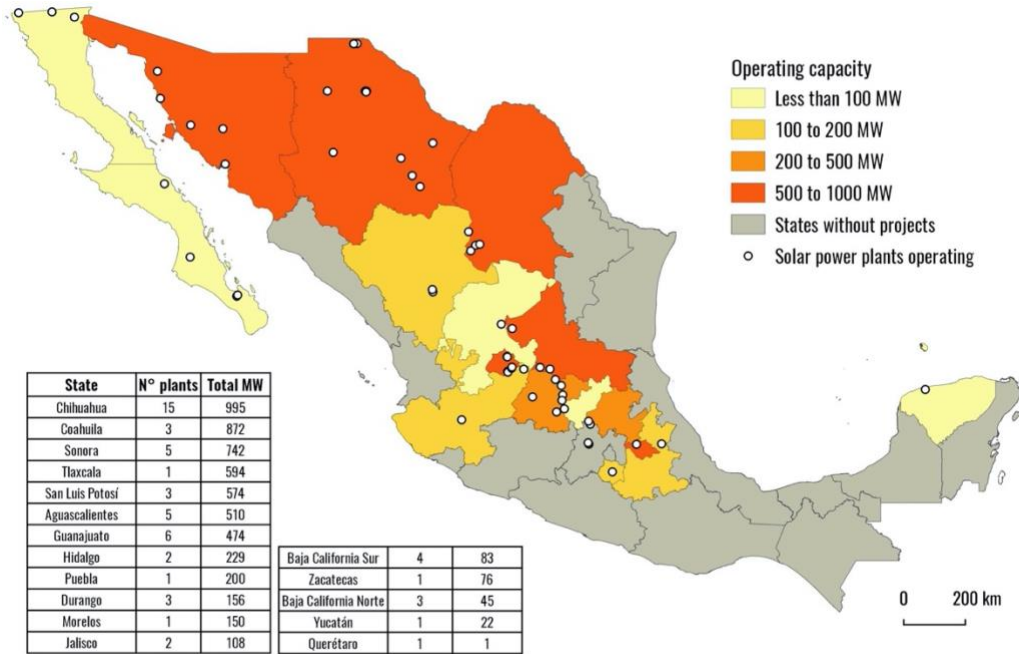 Operating capacity
Less than 100 MW
100 to 200 MW
200 to 500 MW
500 to 1000 MW
States without projects
Solar power plants operating
State N° plants Total MW
Chihuahua 15 995
Coahuila 3 872
Sonora 5 742
Tlaxcala 1 594
San Luis Potosí 3 574
Aguascalientes 5 510
Guanajuato 6 474
Hidalgo 2 229
Puebla 1 200
Durango 3 156
Morelos 1 150
Jalisco 2 108
Baja California Sur 4 83
Zacatecas 1 76
Baja California Norte 3 45
Yucatán 1 22
Querétaro 1 1
0 200 km